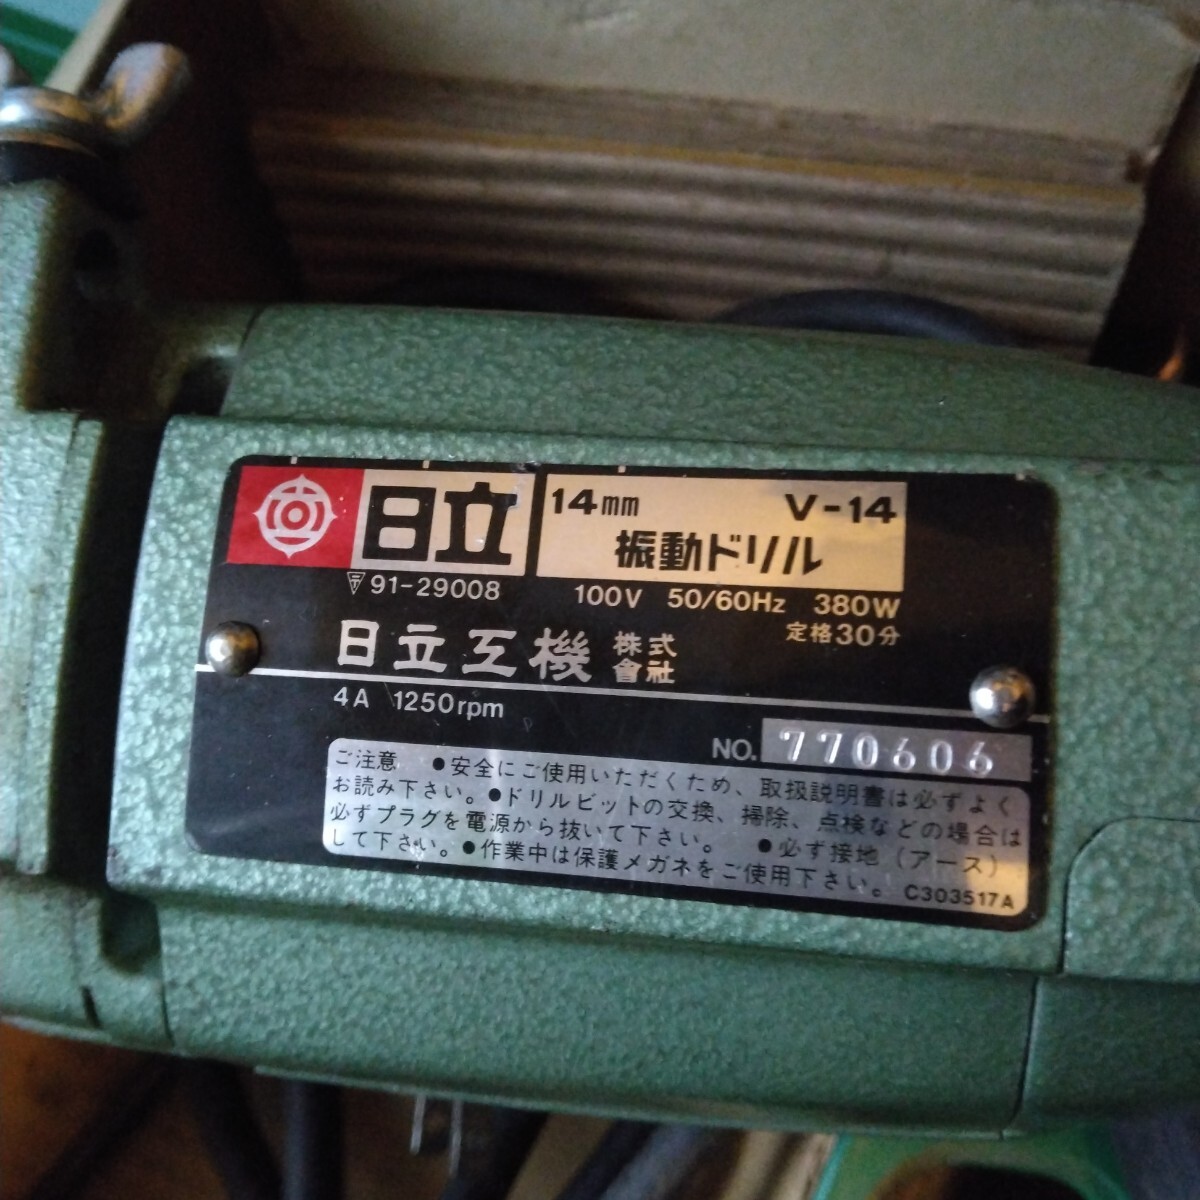 日立
14mm V-14
振動ドリル
〒91-29008
100V 50/60Hz 380W
定格30分
日立工機 株式會社
4A 1250rpm
NO. 770606
ご注意 ●安全にご使用いただくため、取扱説明書は必ずよく
お読み下さい。●ドリルビットの交換、掃除、点検などの場合は
必ずプラグを電源から抜いて下さい。 ●必ず接地(アース)
して下さい。●作業中は保護メガネをご使用下さい。
C303517A